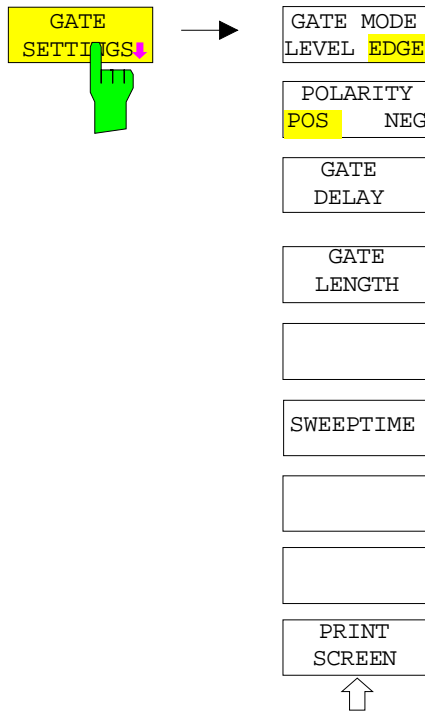 GATE
SETTINGS
GATE MODE
LEVEL EDGE
POLARITY
POS NEG
GATE
DELAY
GATE
LENGTH
SWEEPTIME
PRINT
SCREEN